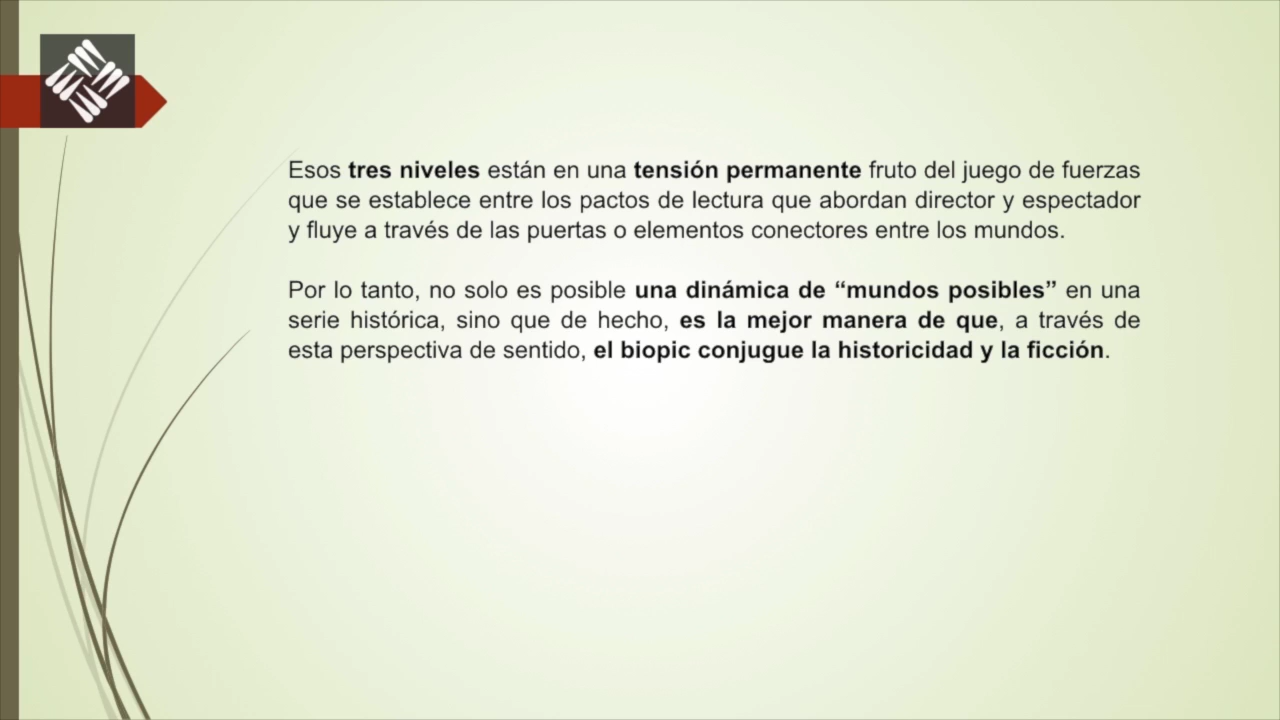 Esos tres niveles están en una tensión permanente fruto del juego de fuerzas
que se establece entre los pactos de lectura que abordan director y espectador
y fluye a través de las puertas o elementos conectores entre los mundos.
Por lo tanto, no solo es posible una dinámica de “mundos posibles” en una
serie histórica, sino que de hecho, es la mejor manera de que, a través de
esta perspectiva de sentido, el biopic conjugue la historicidad y la ficción.